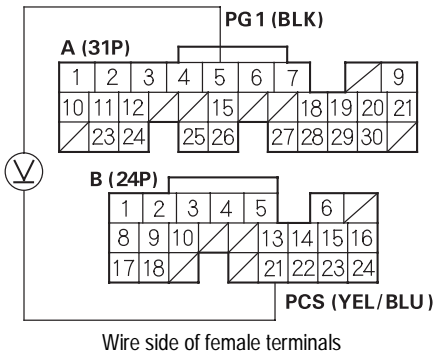 PG1 (BLK)
A (31P)
1 2 3 4 5 6 7 9
10 11 12 15 18 19 20 21
23 24 25 26 27 28 29 30
V
B (24P)
1 2 3 4 5 6
8 9 10 13 14 15 16
17 18 21 22 23 24
PCS (YEL/BLU)
Wire side of female terminals